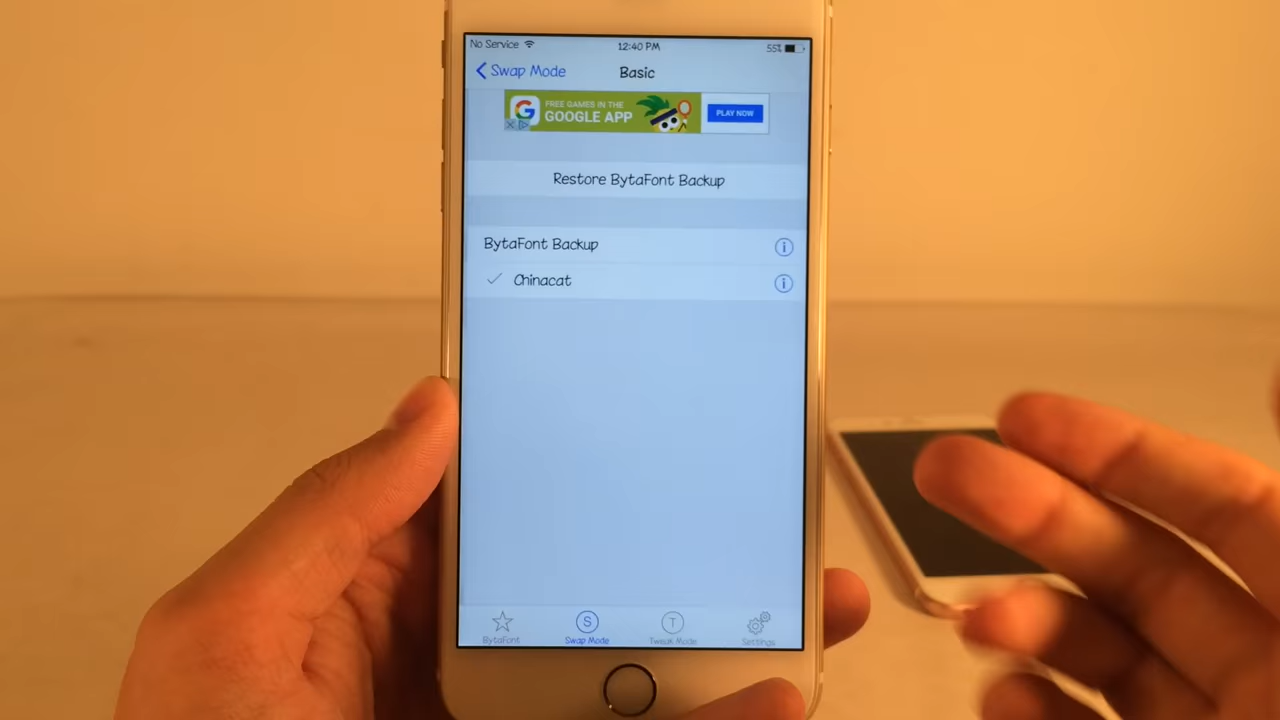 No Service 12:40 PM 55%
Swap Mode Basic
FREE GAMES IN THE
GOOGLE APP
PLAY NOW
Restore BytaFont Backup
BytaFont Backup
Chinacat
BytaFont Swap Mode Tweak Mode Settings